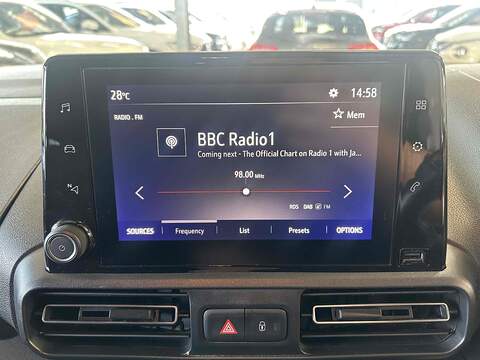 28°C
14:58
RADIO . FM
Mem
BBC Radio1
Coming next - The Official Chart on Radio 1 with Ja...
98.00 MHz
RDS DAB FM
SOURCES Frequency List Presets OPTIONS
N